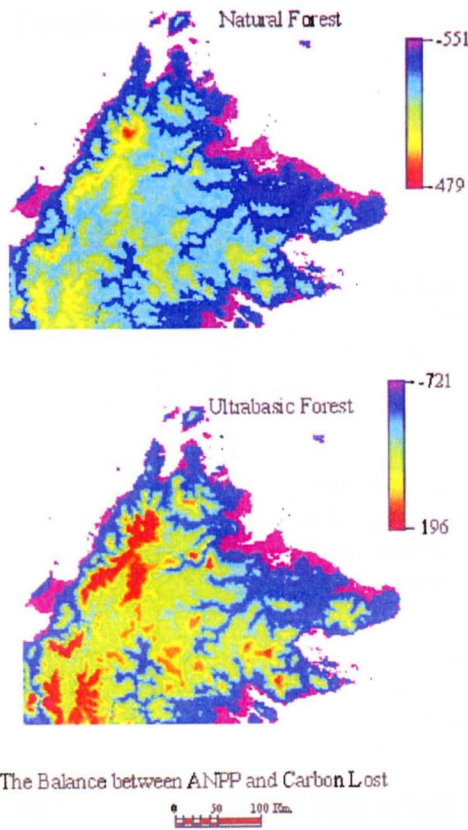 Natural Forest
-551
-479
Ultrabasic Forest
-721
196
The Balance between ANPP and Carbon Lost
0 50 100 Km.